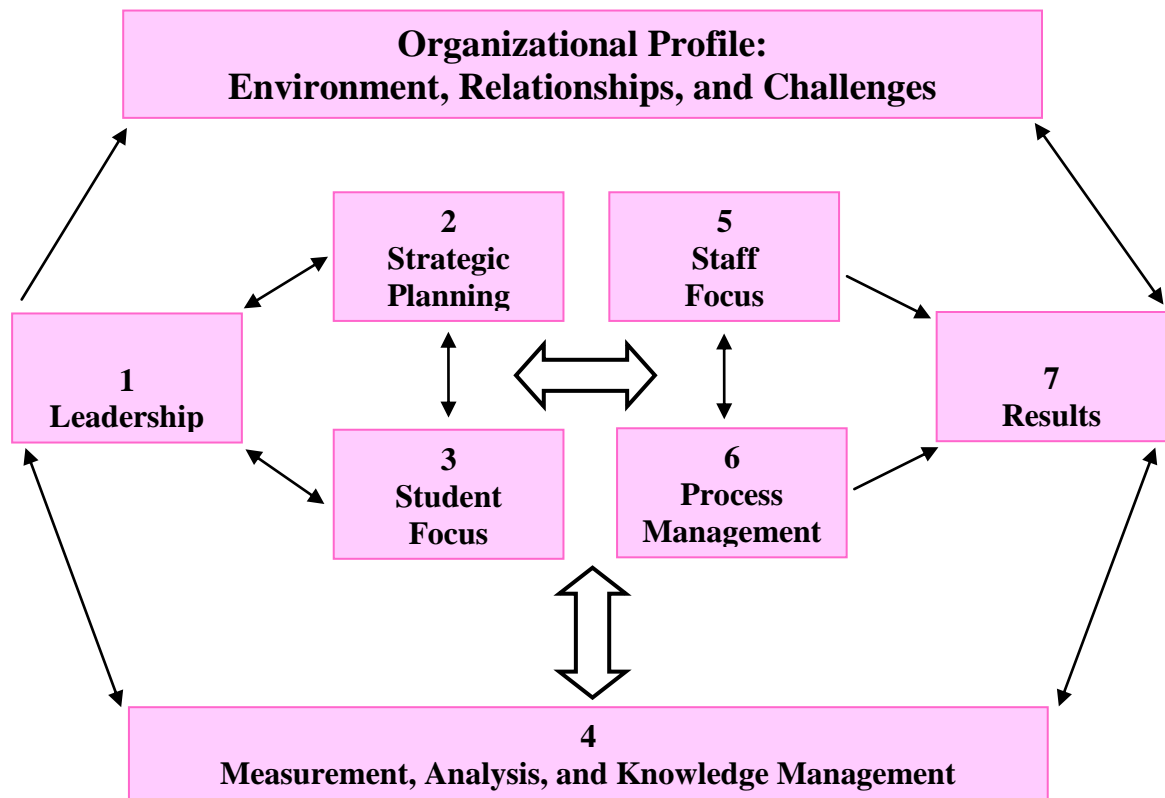 Organizational Profile:
Environment, Relationships, and Challenges
2
Strategic
Planning
5
Staff
Focus
1
Leadership
7
Results
3
Student
Focus
6
Process
Management
4
Measurement, Analysis, and Knowledge Management